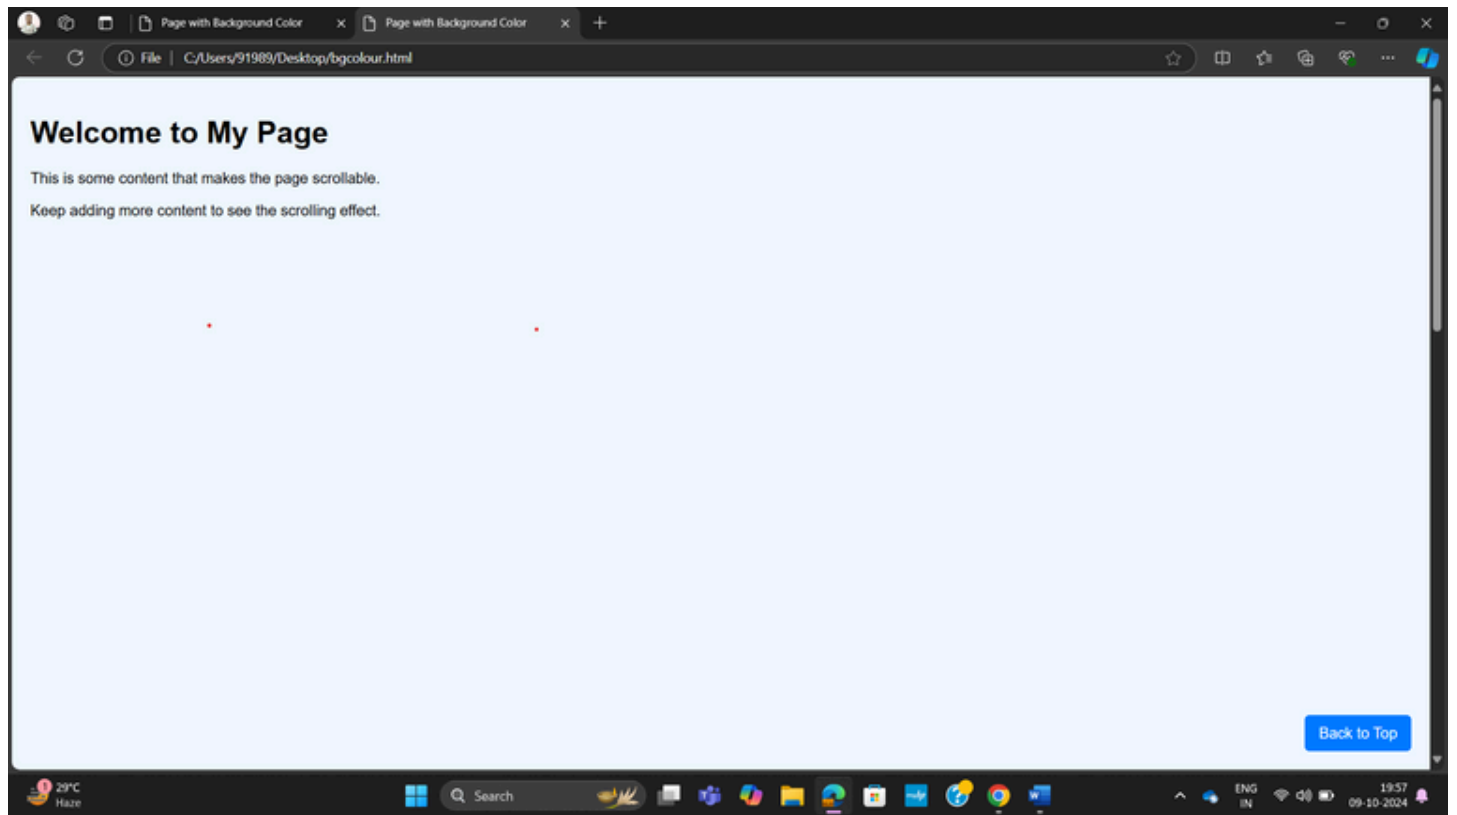 Page with Background Color
Page with Background Color
File | C:/Users/91989/Desktop/bgcolour.html
Welcome to My Page
This is some content that makes the page scrollable.
Keep adding more content to see the scrolling effect.
Back to Top
1
29°C
Haze
Search
ENG
IN
19:57
09-10-2024